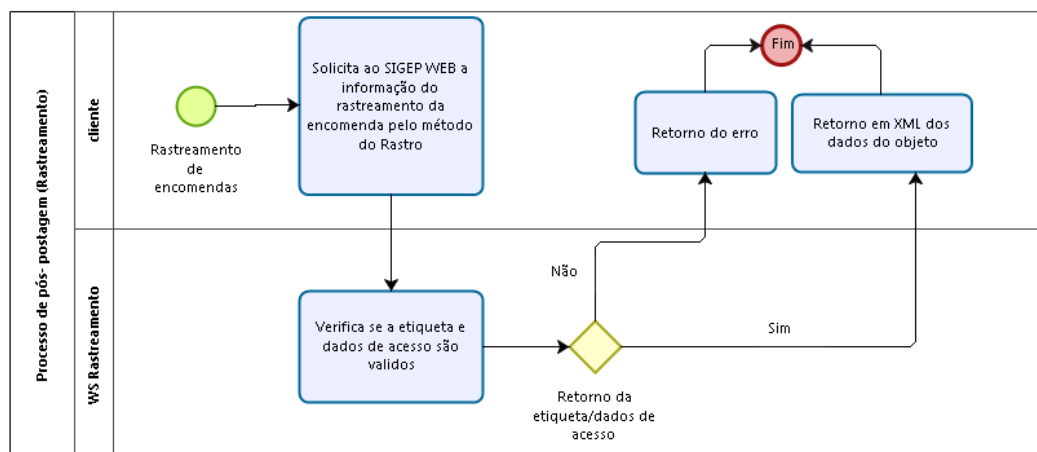 Processo de pós- postagem (Rastreamento)
cliente
Rastreamento
de
encomendas
Solicita ao SIGEP WEB a
informação do
rastreamento da
encomenda pelo método
do Rastro
Fim
Retorno do erro
Retorno em XML dos
dados do objeto
WS Rastreamento
Verifica se a etiqueta e
dados de acesso são
validos
Não
Sim
Retorno da
etiqueta/dados de
acesso